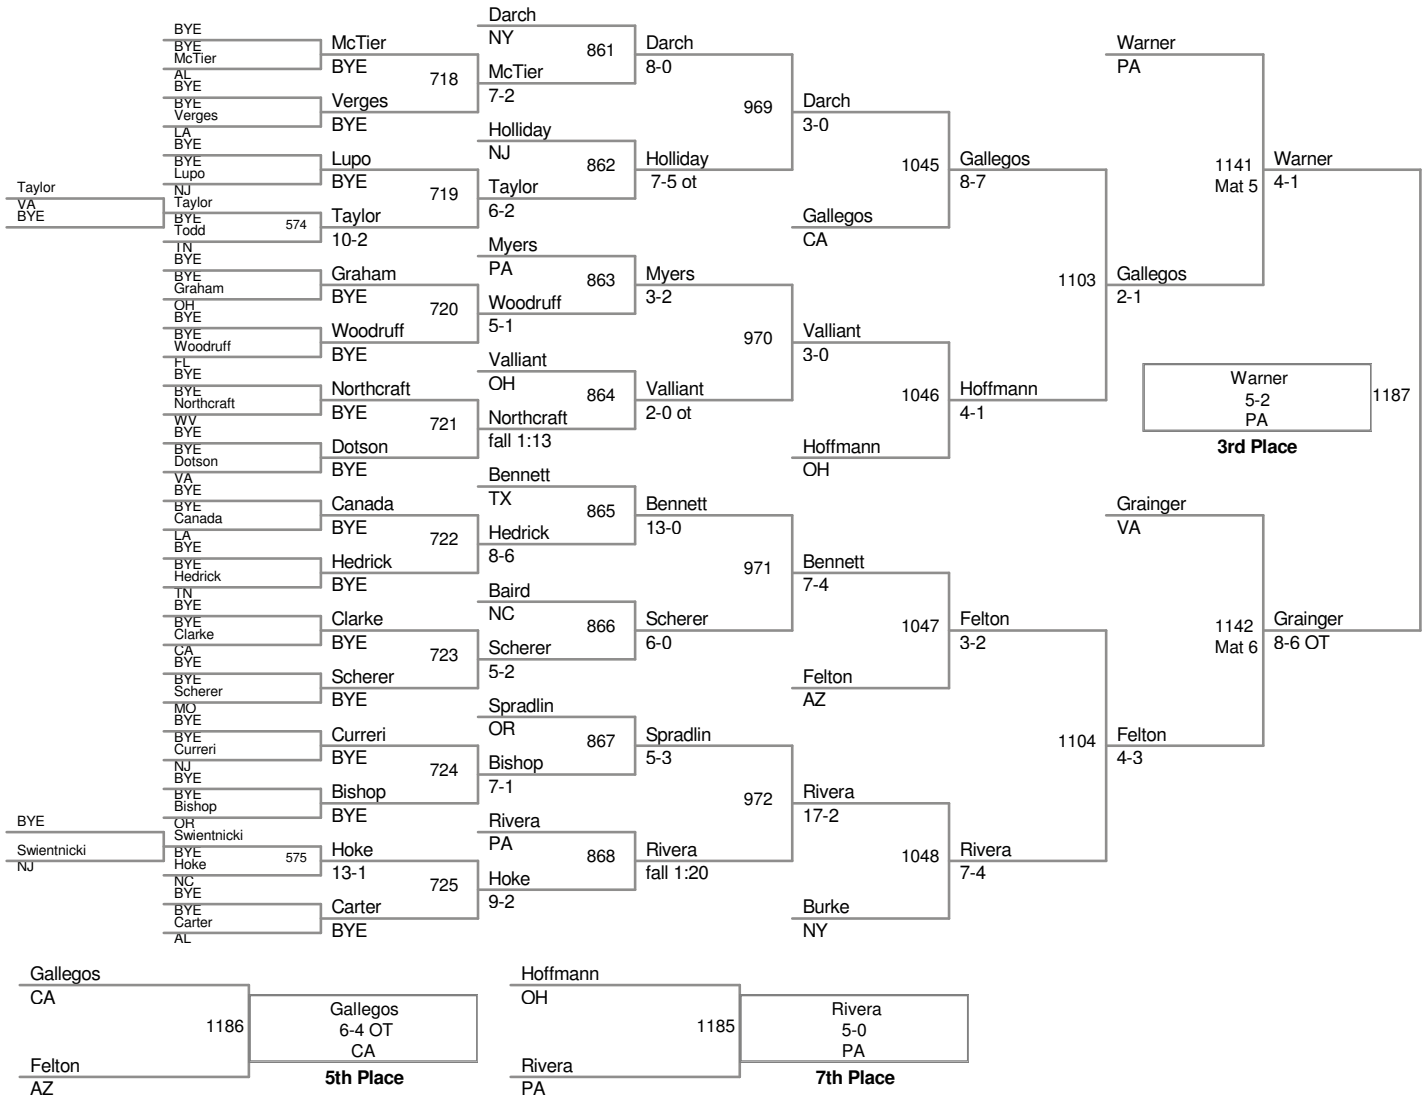 Taylor
VA
BYE
BYE
Swientnicki
NJ
BYE
BYE
McTier
AL
BYE
BYE
Verges
LA
BYE
BYE
Lupo
NJ
Taylor
BYE
Todd
574
TN
BYE
BYE
Graham
OH
BYE
BYE
Woodruff
FL
BYE
BYE
Northcraft
WV
BYE
BYE
Dotson
VA
BYE
BYE
Canada
LA
BYE
BYE
Hedrick
TN
BYE
BYE
Clarke
CA
BYE
BYE
Scherer
MO
BYE
BYE
Curreri
NJ
BYE
BYE
Bishop
OR
Swientnicki
BYE
Hoke
575
NC
BYE
BYE
Carter
AL
McTier
BYE
718
Verges
BYE
Lupo
BYE
719
Taylor
10-2
Graham
BYE
720
Woodruff
BYE
Northcraft
BYE
721
Dotson
BYE
Canada
BYE
722
Hedrick
BYE
Clarke
BYE
723
Scherer
BYE
Curreri
BYE
724
Bishop
BYE
Hoke
13-1
725
Carter
BYE
Darch
NY
861
McTier
7-2
Holliday
NJ
862
Taylor
6-2
Myers
PA
863
Woodruff
5-1
Valliant
OH
864
Northcraft
fall 1:13
Bennett
TX
865
Hedrick
8-6
Baird
NC
866
Scherer
5-2
Spradlin
OR
867
Bishop
7-1
Rivera
PA
868
Hoke
9-2
Darch
8-0
969
Holliday
7-5 ot
Myers
3-2
970
Valliant
2-0 ot
Bennett
13-0
971
Scherer
6-0
Spradlin
5-3
972
Rivera
fall 1:20
Darch
3-0
1045
Gallegos
CA
Valliant
3-0
1046
Hoffmann
OH
Bennett
7-4
1047
Felton
AZ
Rivera
17-2
1048
Burke
NY
Gallegos
8-7
1103
Hoffmann
4-1
Felton
3-2
1104
Rivera
7-4
Warner
PA
1141
Mat 5
Gallegos
2-1
Grainger
VA
1142
Mat 6
Felton
4-3
Warner
4-1
Grainger
8-6 OT
Warner
5-2
PA
1187
3rd Place
Gallegos
CA
1186
Felton
AZ
Gallegos
6-4 OT
CA
5th Place
Hoffmann
OH
1185
Rivera
PA
Rivera
5-0
PA
7th Place